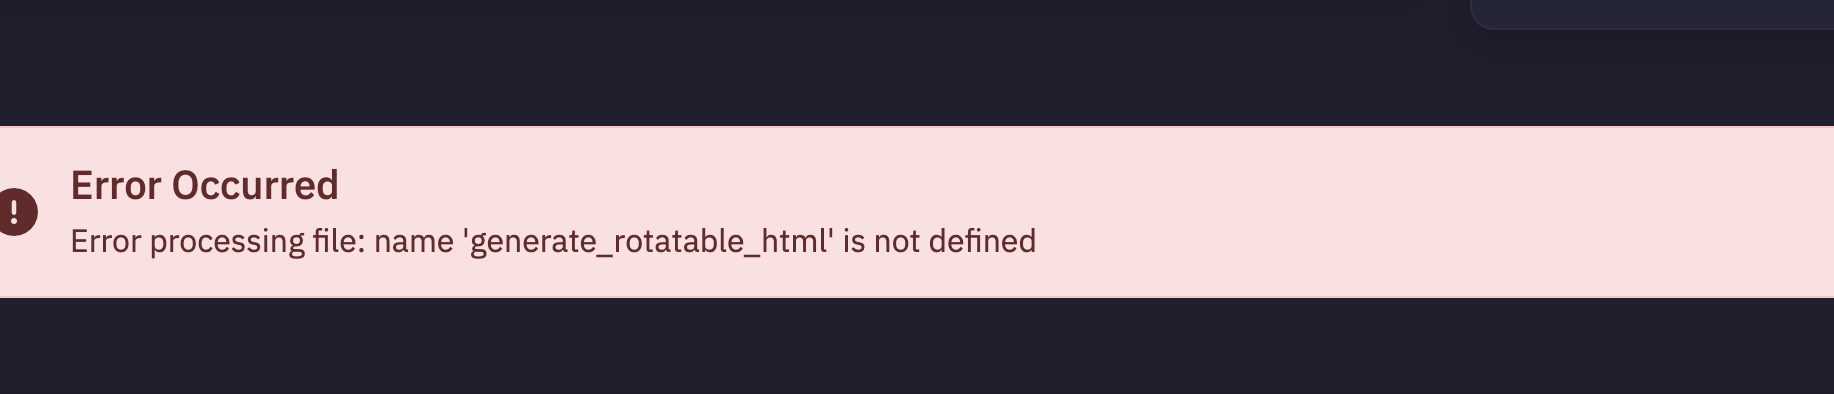 Error Occurred
Error processing file: name 'generate_rotatable_html' is not defined